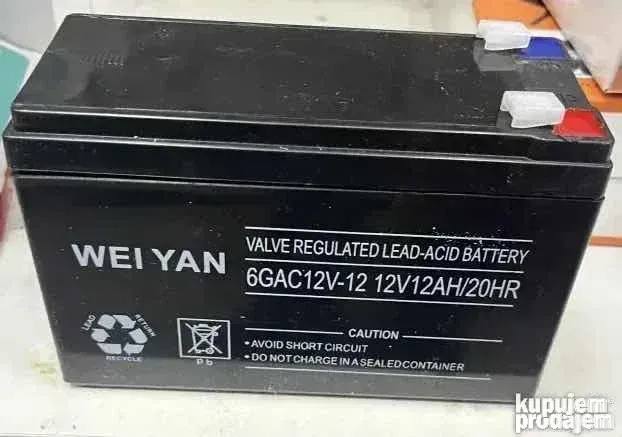 WEI YAN
VALVE REGULATED LEAD-ACID BATTERY
6GAC12V-12 12V12AH/20HR
CAUTION
• AVOID SHORT CIRCUIT
• DO NOT CHARGE IN A SEALED CONTAINER
LEAD RETURN
RECYCLE
Pb
kupujem
prodajem